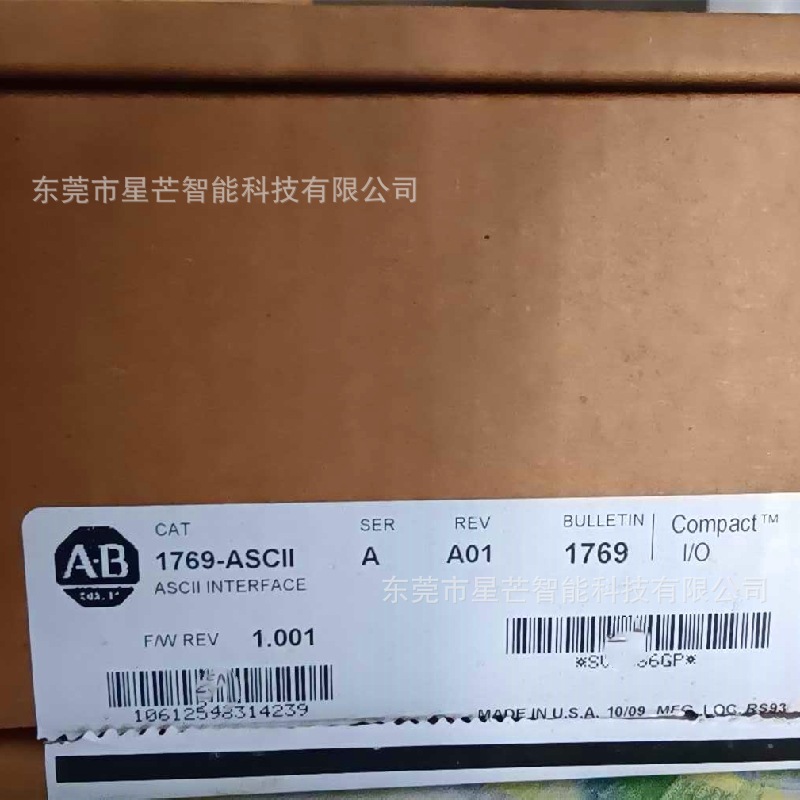 东莞市星芒智能科技有限公司
CAT
SER
REV
BULLETIN
Compact™
I/O
A·B
1769-ASCII
A
A01
1769
ASCII INTERFACE
东莞市星芒智能科技有限公司
F/W REV 1.001
6GP*
MADE IN U.S.A. 10/09 MFG. LOC. RS93